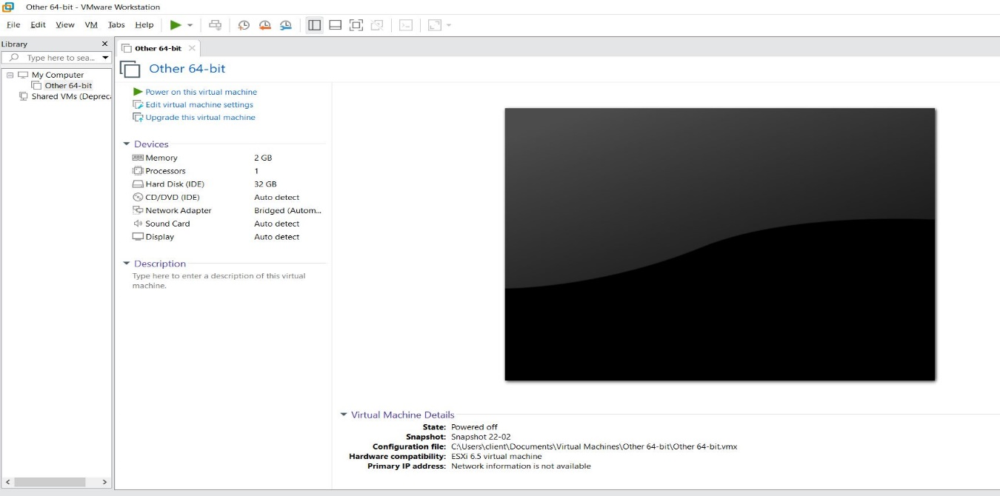 Other 64-bit - VMware Workstation
File Edit View VM Tabs Help
Library
Type here to sea...
My Computer
Other 64-bit
Shared VMs (Depreca
Other 64-bit
Other 64-bit
Power on this virtual machine
Edit virtual machine settings
Upgrade this virtual machine
Devices
Memory 2 GB
Processors 1
Hard Disk (IDE) 32 GB
CD/DVD (IDE) Auto detect
Network Adapter Bridged (Autom...
Sound Card Auto detect
Display Auto detect
Description
Type here to enter a description of this virtual
machine.
Virtual Machine Details
State: Powered off
Snapshot: Snapshot 22-02
Configuration file: C:\Users\client\Documents\Virtual Machines\Other 64-bit\Other 64-bit.vmx
Hardware compatibility: ESXi 6.5 virtual machine
Primary IP address: Network information is not available